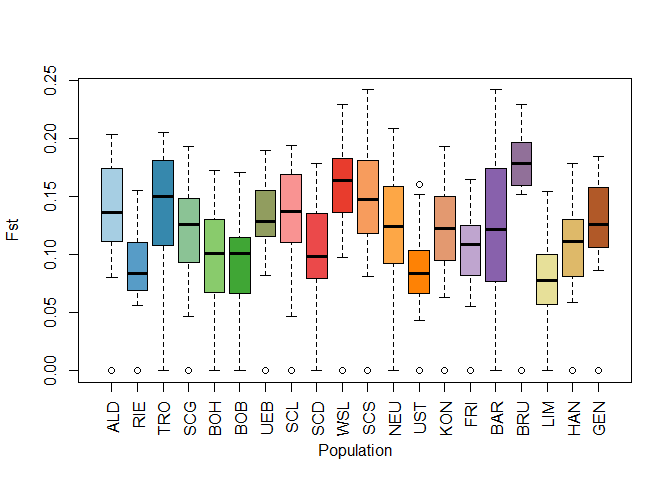 0.25
0.20
0.15
0.10
0.05
0.00
Fst
ALD
RIE
TRO
SCG
BOH
BOB
UEB
SCL
SCD
WSL
SCS
NEU
UST
KON
FRI
BAR
BRU
LIM
HAN
GEN
Population